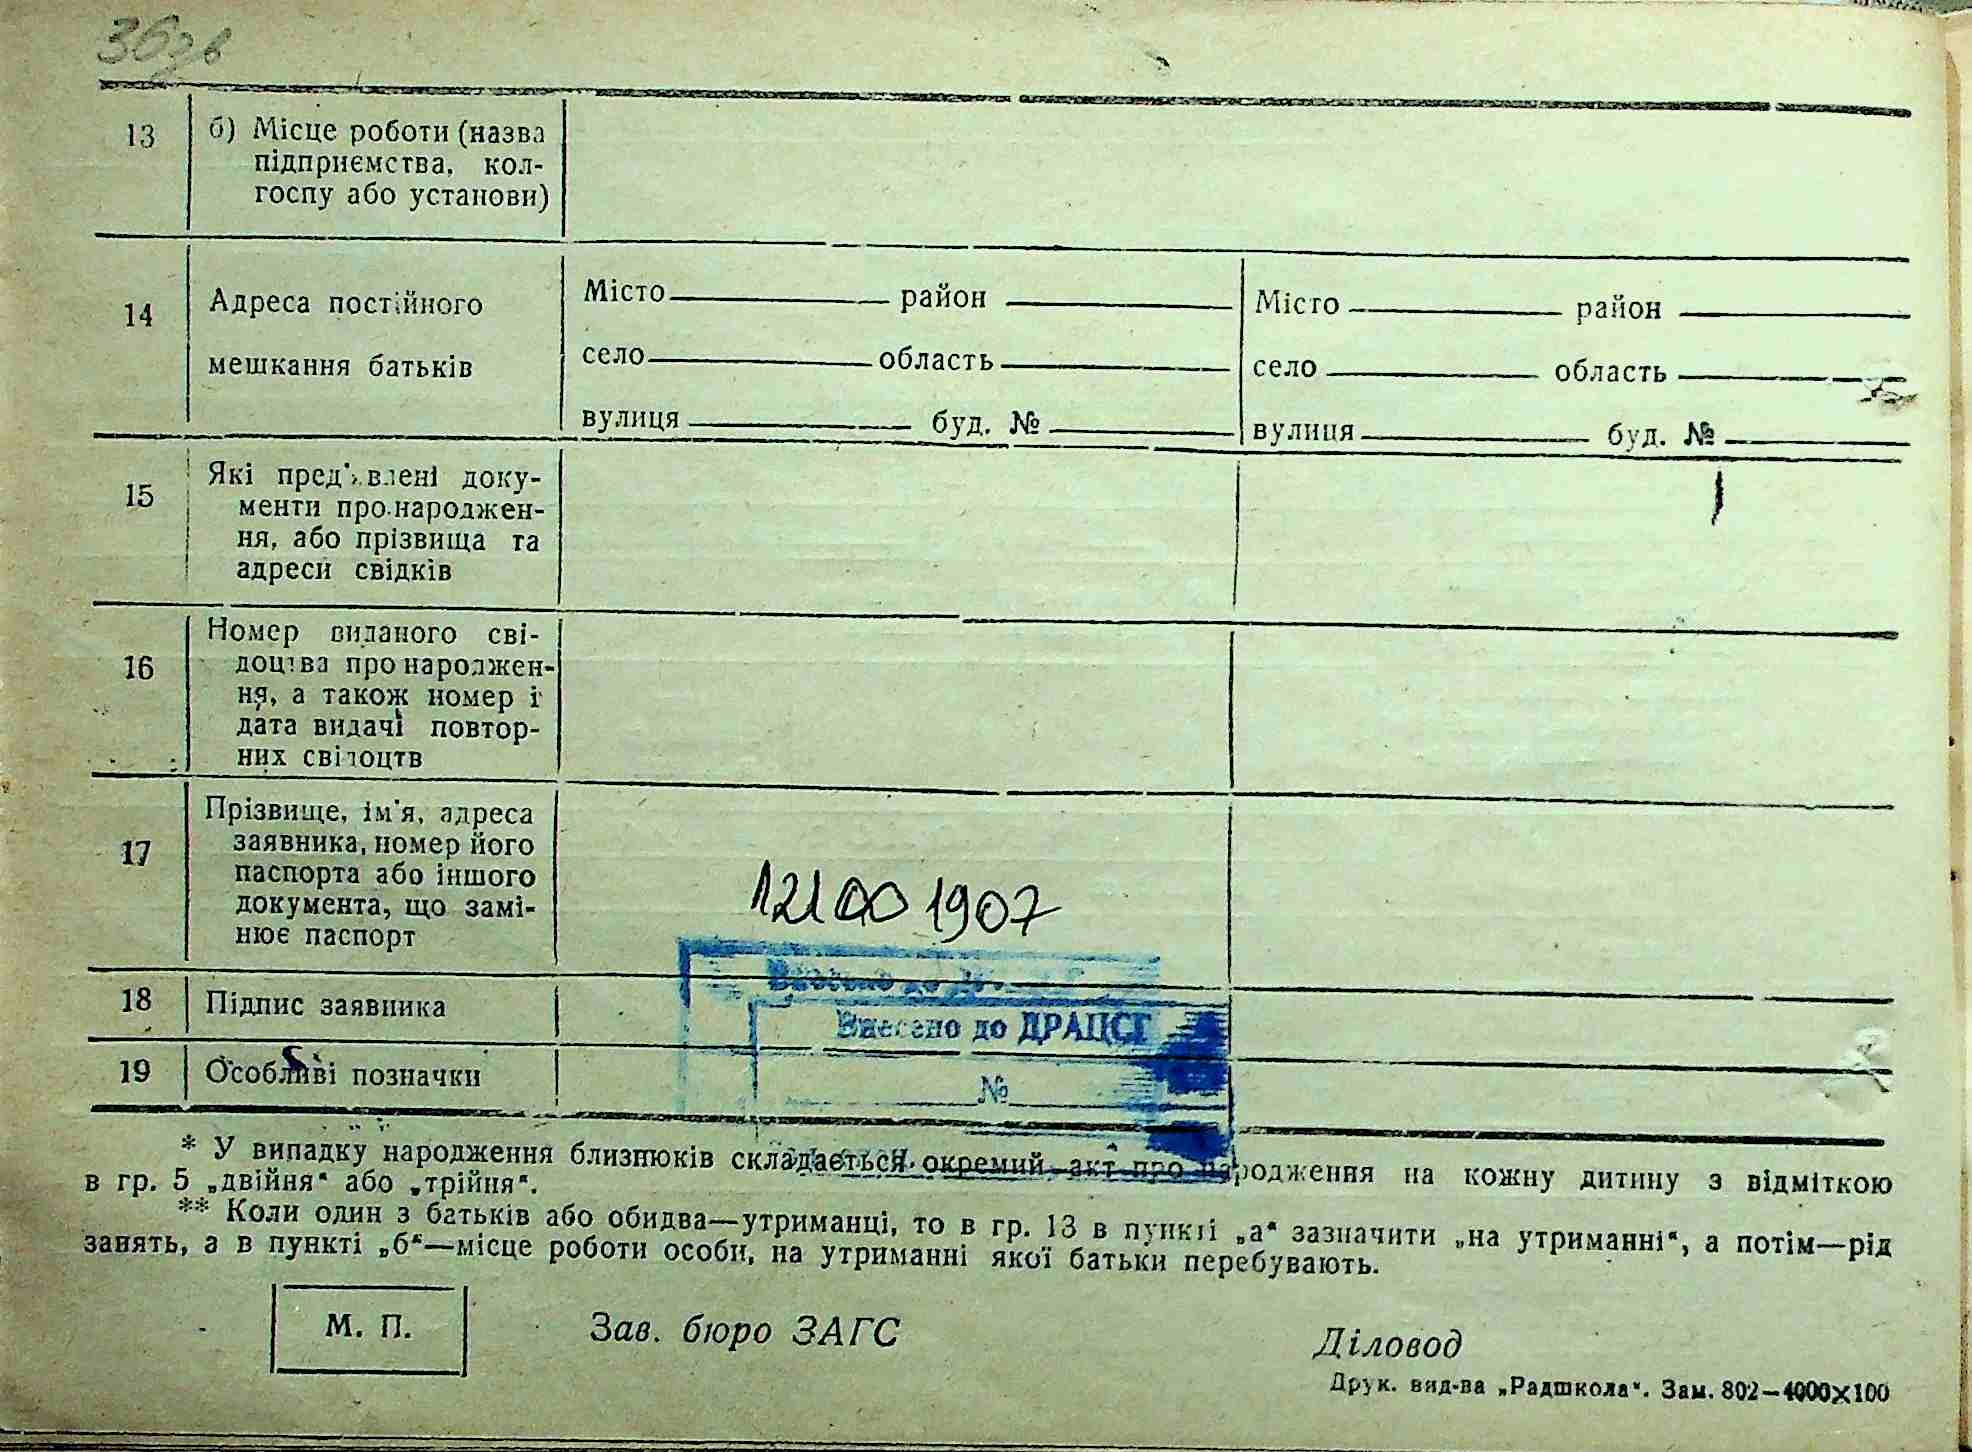 36зв
13 б) Місце роботи (назва
підприємства, кол-
госпу або установи)
14 Адреса постійного
мешкання батьків
Місто район
село область
вулиця буд. №
Місто район
село область
вулиця буд. №
15 Які пред'явлені доку-
менти про народжен-
ня, або прізвища та
адреси свідків
16 Номер виданого сві-
доцтва про народжен-
ня, а також номер і
дата видачі повтор-
них свідоцтв
17 Прізвище, ім'я, адреса
заявника, номер його
паспорта або іншого
документа, що замі-
нює паспорт
121001907
18 Підпис заявника
Внесено до
Внесено до ДРАЦСГ
19 Особливі позначки
№
* У випадку народження близнюків складається окремий акт про народження на кожну дитину з відміткою
в гр. 5 „двійня“ або „трійня“.
** Коли один з батьків або обидва—утриманці, то в гр. 13 в пункті „а“ зазначити „на утриманні“, а потім—рід
занять, а в пункті „б“—місце роботи особи, на утриманні якої батьки перебувають.
М. П.
Зав. бюро ЗАГС
Діловод
Друк. вид-ва „Радшкола“. Зам. 802—4000×100